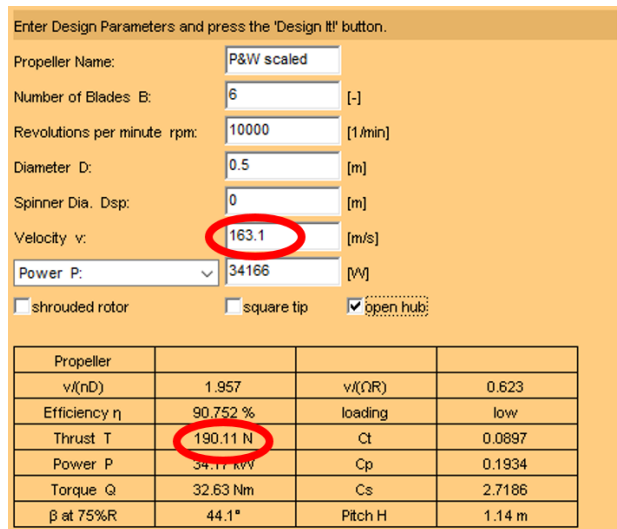 Enter Design Parameters and press the 'Design It!' button.
Propeller Name: P&W scaled
Number of Blades B: 6 [-]
Revolutions per minute rpm: 10000 [1/min]
Diameter D: 0.5 [m]
Spinner Dia. Dsp: 0 [m]
Velocity v: 163.1 [m/s]
Power P: 34166 [W]
shrouded rotor square tip open hub
Propeller
v/(nD) 1.957 v/(ΩR) 0.623
Efficiency η 90.752 % loading low
Thrust T 190.11 N Ct 0.0897
Power P 34.17 kW Cp 0.1934
Torque Q 32.63 Nm Cs 2.7186
β at 75%R 44.1° Pitch H 1.14 m